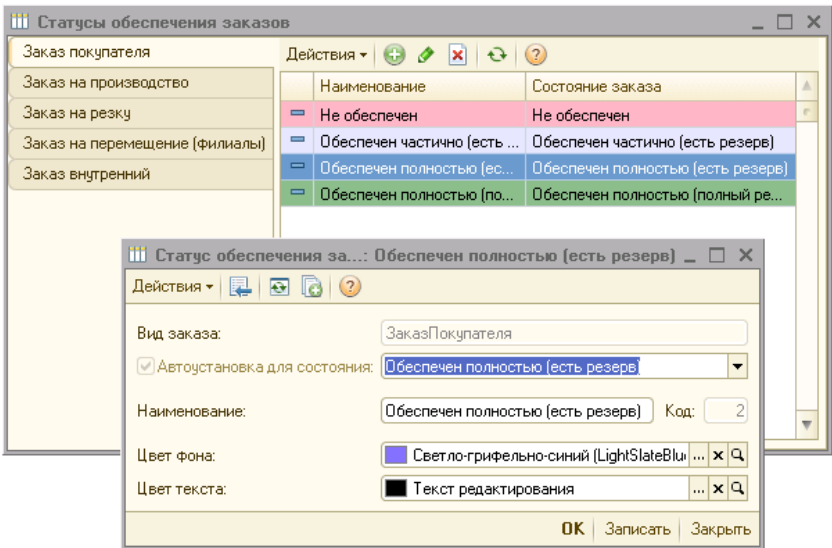 Статусы обеспечения заказов
Заказ покупателя
Заказ на производство
Заказ на резку
Заказ на перемещение (филиалы)
Заказ внутренний
Действия
Наименование Состояние заказа
Не обеспечен Не обеспечен
Обеспечен частично (есть ... Обеспечен частично (есть резерв)
Обеспечен полностью (ес... Обеспечен полностью (есть резерв)
Обеспечен полностью (по... Обеспечен полностью (полный ре...
Статус обеспечения за...: Обеспечен полностью (есть резерв)
Действия
Вид заказа: ЗаказПокупателя
Автоустановка для состояния: Обеспечен полностью (есть резерв)
Наименование: Обеспечен полностью (есть резерв) Код: 2
Цвет фона: Светло-грифельно-синий (LightSlateBlu ...
Цвет текста: Текст редактирования ...
OK Записать Закрыть